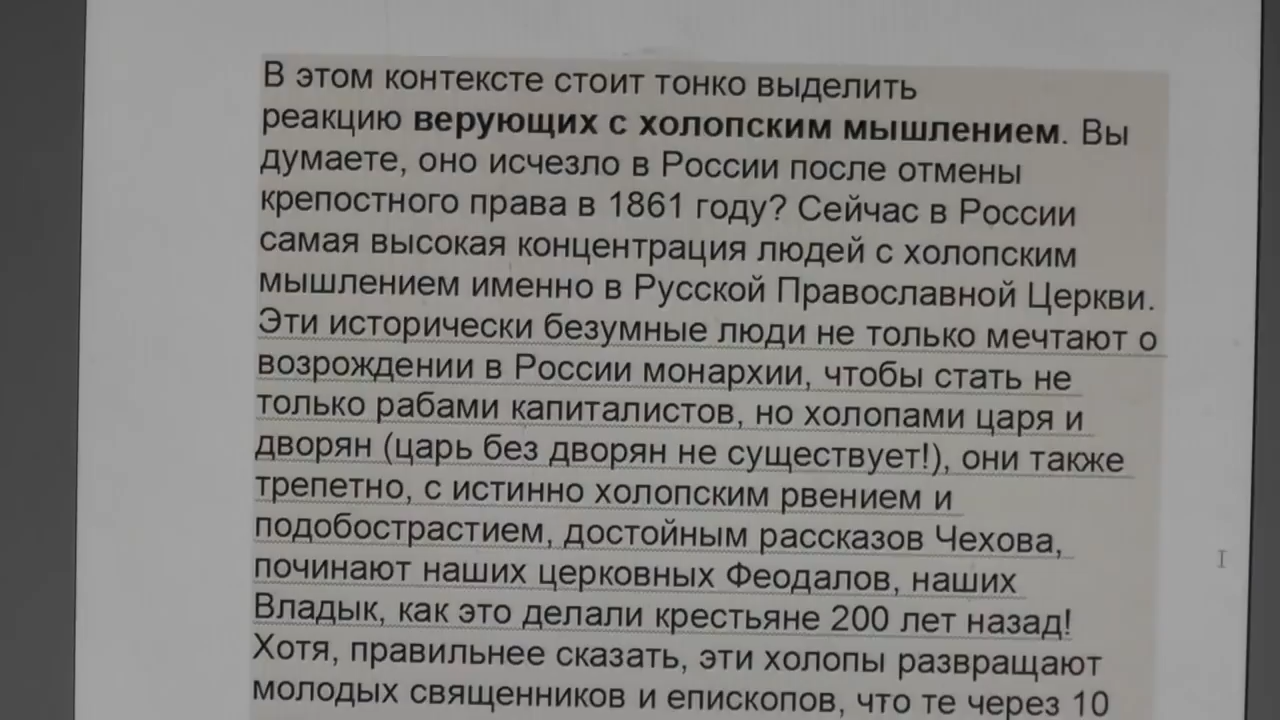 В этом контексте стоит тонко выделить
реакцию верующих с холопским мышлением. Вы
думаете, оно исчезло в России после отмены
крепостного права в 1861 году? Сейчас в России
самая высокая концентрация людей с холопским
мышлением именно в Русской Православной Церкви.
Эти исторически безумные люди не только мечтают о
возрождении в России монархии, чтобы стать не
только рабами капиталистов, но холопами царя и
дворян (царь без дворян не существует!), они также
трепетно, с истинно холопским рвением и
подобострастием, достойным рассказов Чехова,
починают наших церковных Феодалов, наших
Владык, как это делали крестьяне 200 лет назад!
Хотя, правильнее сказать, эти холопы развращают
молодых священников и епископов, что те через 10